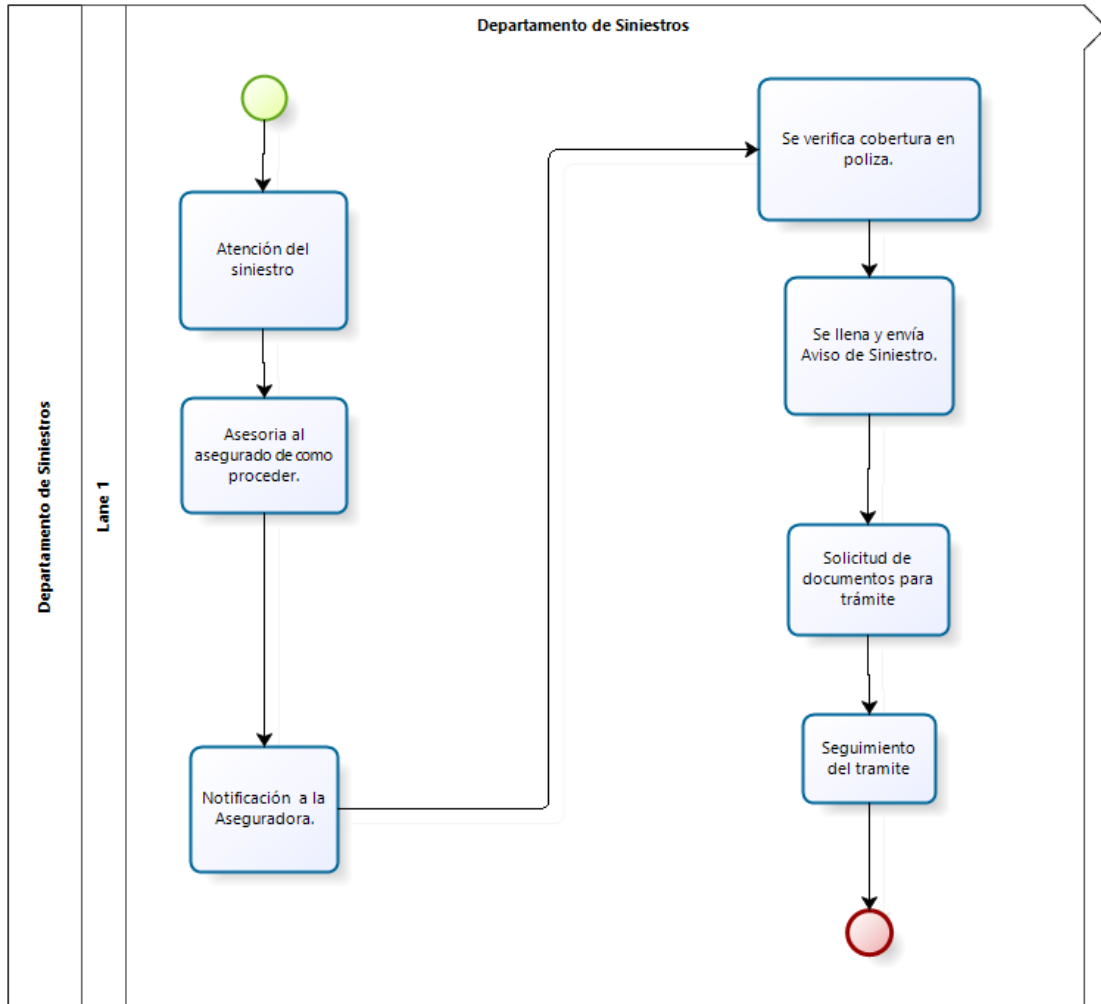 Departamento de Siniestros
Departamento de Siniestros
Lane 1
Atención del
siniestro
Asesoria al
asegurado de como
proceder.
Notificación a la
Aseguradora.
Se verifica cobertura en
poliza.
Se llena y envía
Aviso de Siniestro.
Solicitud de
documentos para
trámite
Seguimiento
del tramite